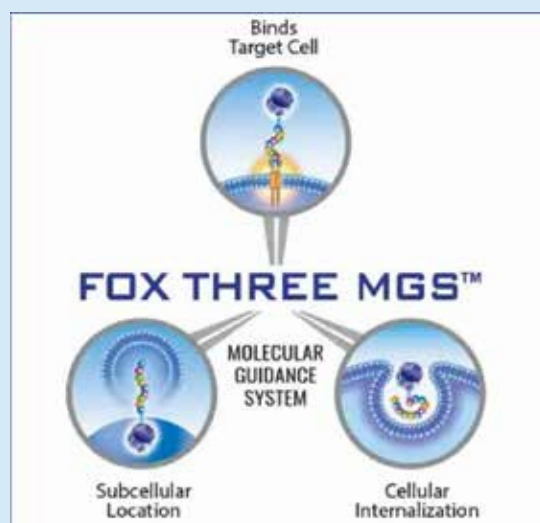 Binds
Target Cell
FOX THREE MGS™
MOLECULAR
GUIDANCE
SYSTEM
Subcellular
Location
Cellular
Internalization